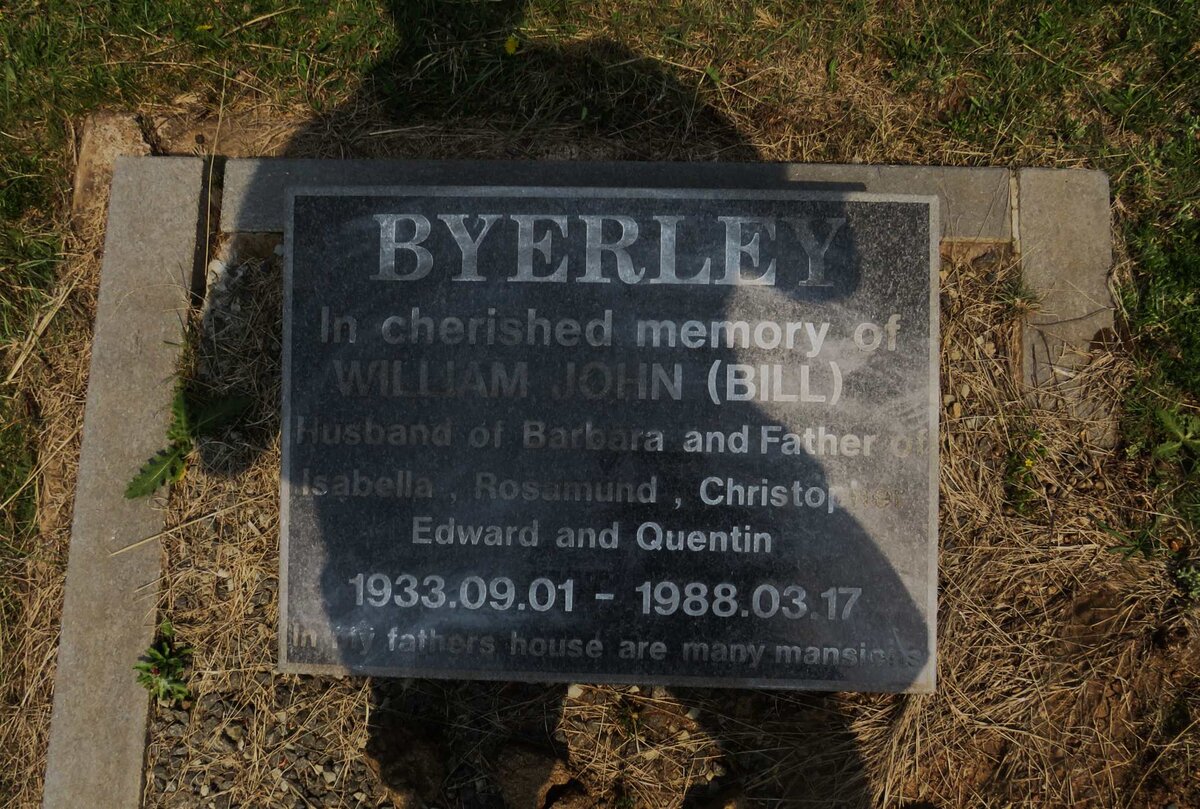 BYERLEY
In cherished memory of
WILLIAM JOHN (BILL)
Husband of Barbara and Father of
Isabella , Rosamund , Christopher
Edward and Quentin
1933.09.01 - 1988.03.17
In my fathers house are many mansions